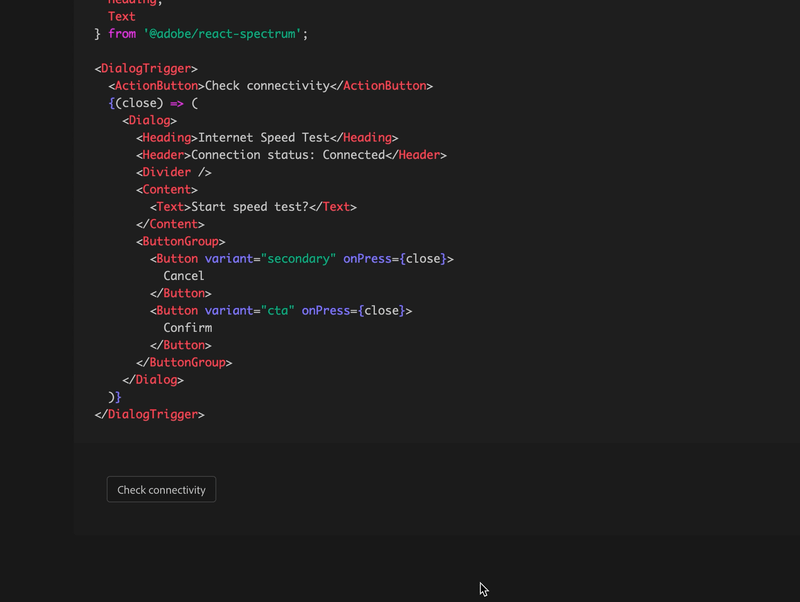 Heading,
Text
} from '@adobe/react-spectrum';
<DialogTrigger>
<ActionButton>Check connectivity</ActionButton>
{(close) => (
<Dialog>
<Heading>Internet Speed Test</Heading>
<Header>Connection status: Connected</Header>
<Divider />
<Content>
<Text>Start speed test?</Text>
</Content>
<ButtonGroup>
<Button variant="secondary" onPress={close}>
Cancel
</Button>
<Button variant="cta" onPress={close}>
Confirm
</Button>
</ButtonGroup>
</Dialog>
)}
</DialogTrigger>
Check connectivity